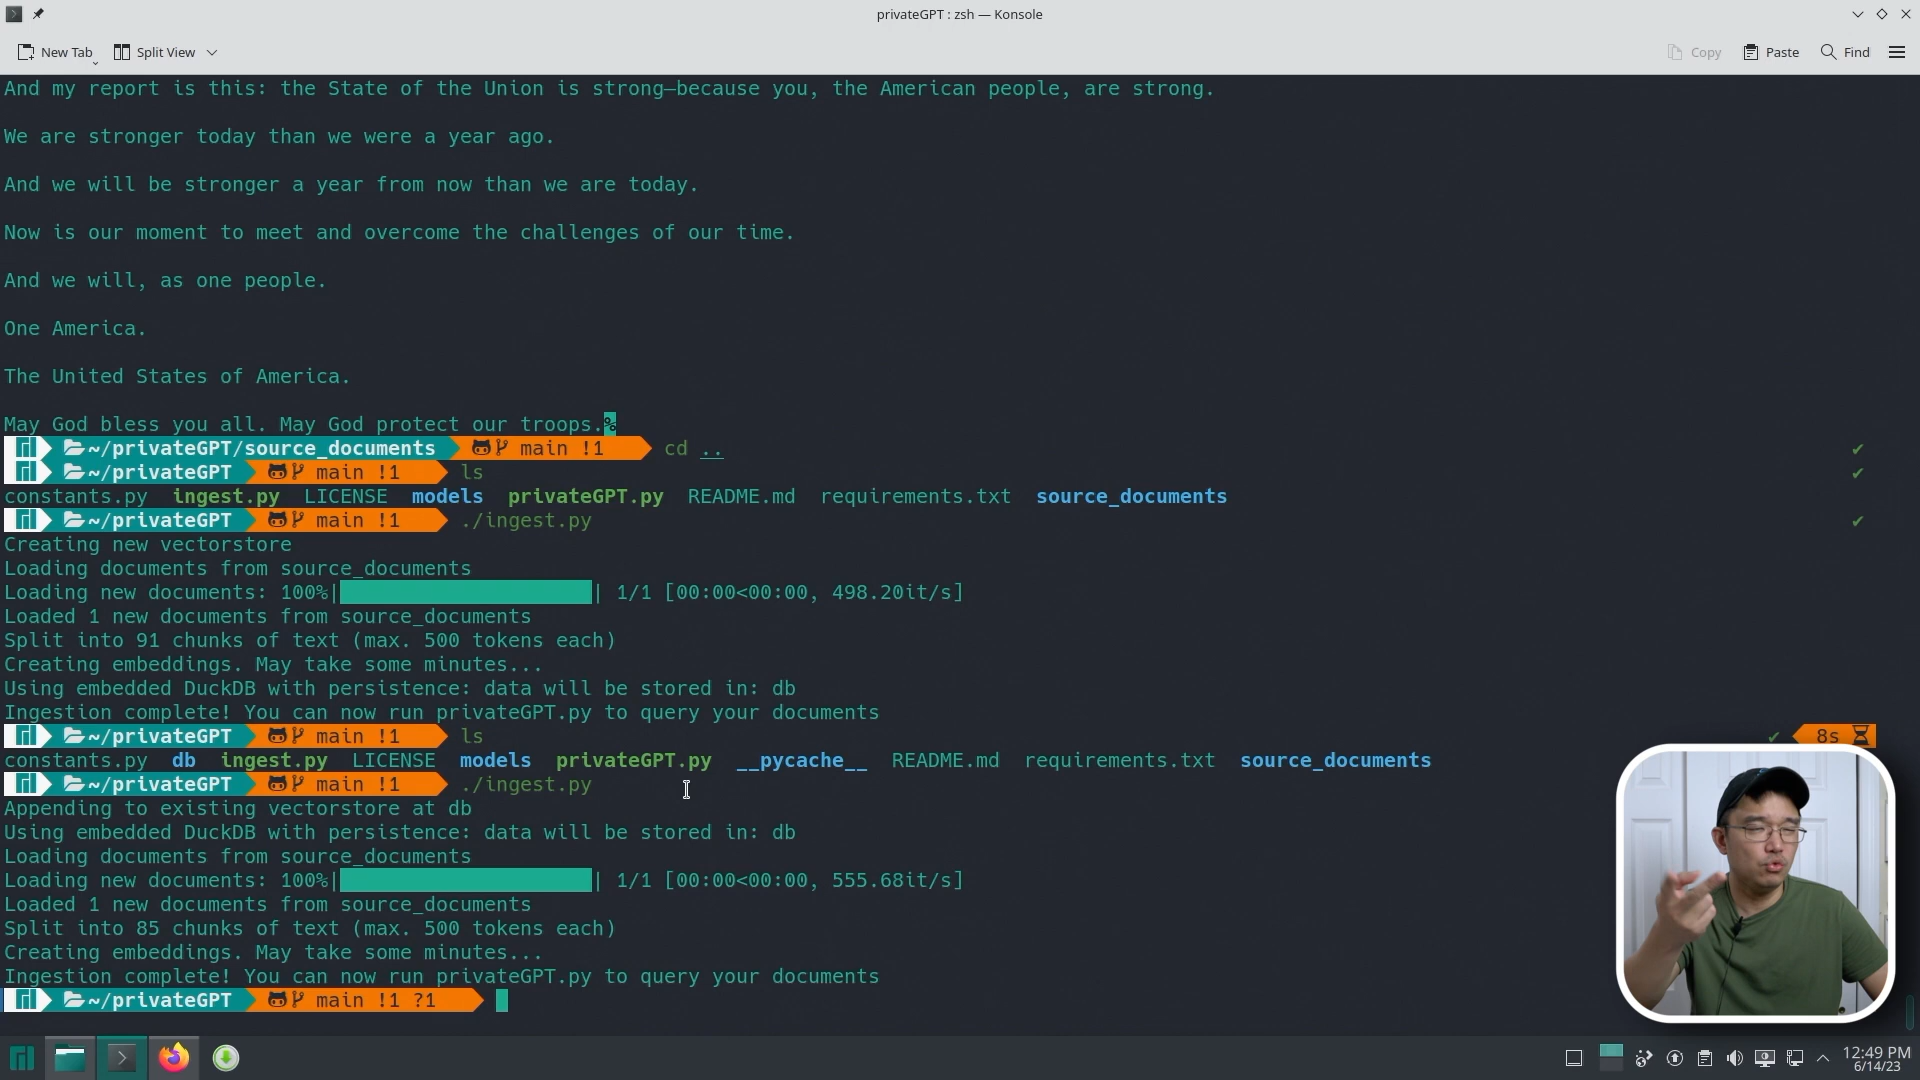 privateGPT : zsh — Konsole
New Tab Split View Copy Paste Find
And my report is this: the State of the Union is strong—because you, the American people, are strong.
We are stronger today than we were a year ago.
And we will be stronger a year from now than we are today.
Now is our moment to meet and overcome the challenges of our time.
And we will, as one people.
One America.
The United States of America.
May God bless you all. May God protect our troops.%
~/privateGPT/source_documents main !1 cd .. ✔
~/privateGPT main !1 ls ✔
constants.py ingest.py LICENSE models privateGPT.py README.md requirements.txt source_documents
~/privateGPT main !1 ./ingest.py ✔
Creating new vectorstore
Loading documents from source_documents
Loading new documents: 100%| | 1/1 [00:00<00:00, 498.20it/s]
Loaded 1 new documents from source_documents
Split into 91 chunks of text (max. 500 tokens each)
Creating embeddings. May take some minutes...
Using embedded DuckDB with persistence: data will be stored in: db
Ingestion complete! You can now run privateGPT.py to query your documents
~/privateGPT main !1 ls ✔ 8s
constants.py db ingest.py LICENSE models privateGPT.py __pycache__ README.md requirements.txt source_documents
~/privateGPT main !1 ./ingest.py
Appending to existing vectorstore at db
Using embedded DuckDB with persistence: data will be stored in: db
Loading documents from source_documents
Loading new documents: 100%| | 1/1 [00:00<00:00, 555.68it/s]
Loaded 1 new documents from source_documents
Split into 85 chunks of text (max. 500 tokens each)
Creating embeddings. May take some minutes...
Ingestion complete! You can now run privateGPT.py to query your documents
~/privateGPT main !1 ?1
12:49 PM
6/14/23